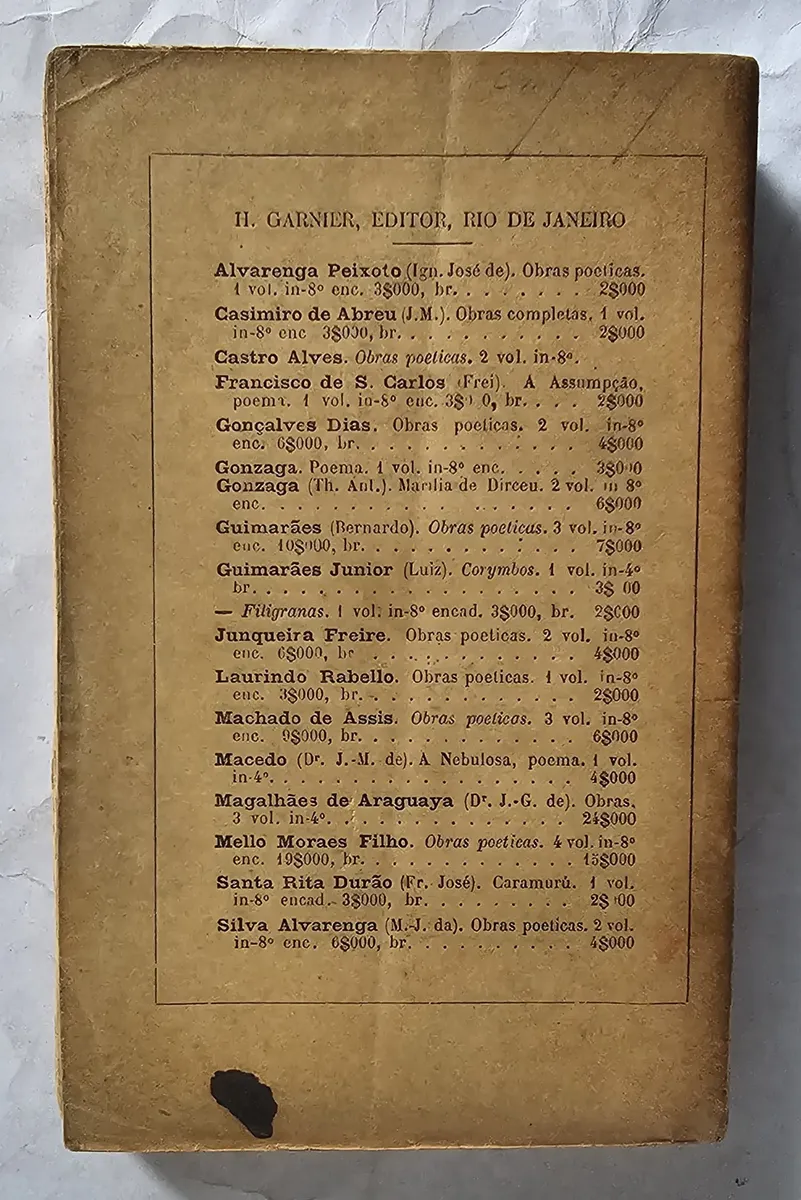 H. GARNIER, EDITOR, RIO DE JANEIRO
Alvarenga Peixoto (Ign. José de). Obras poeticas.
1 vol. in-8º enc. 3$000, br. . . . . . . . 2$000
Casimiro de Abreu (J.M.). Obras completas, 1 vol.
in-8º enc 3$000, br. . . . . . . . . . . 2$000
Castro Alves. Obras poeticas. 2 vol. in-8º.
Francisco de S. Carlos (Frei). A Assumpção,
poema. 1 vol. in-8º enc. 3$ 0, br. . . . 2$000
Gonçalves Dias. Obras poeticas. 2 vol. in-8º
enc. 6$000, br. . . . . . . . . . . . . 4$000
Gonzaga. Poema. 1 vol. in-8º enc. . . . . 3$000
Gonzaga (Th. Ant.). Marilia de Dirceu. 2 vol. in 8º
enc. . . . . . . . . . . . . . . . . 6$000
Guimarães (Bernardo). Obras poeticas. 3 vol. in-8º
enc. 10$000, br. . . . . . . . . . . . . 7$000
Guimarães Junior (Luiz). Corymbos. 1 vol. in-4º
br. . . . . . . . . . . . . . . . . . . 3$ 00
— Filigranas. 1 vol. in-8º encad. 3$000, br. 2$000
Junqueira Freire. Obras poeticas. 2 vol. in-8º
enc. 6$000, br . . . . . . . . . . . . . 4$000
Laurindo Rabello. Obras poeticas. 1 vol. in-8º
enc. 3$000, br. . . . . . . . . . . . . 2$000
Machado de Assis. Obras poeticas. 3 vol. in-8º
enc. 9$000, br. . . . . . . . . . . . . 6$000
Macedo (Dr. J.-M. de). A Nebulosa, poema. 1 vol.
in-4º. . . . . . . . . . . . . . . . . . 4$000
Magalhães de Araguaya (Dr. J.-G. de). Obras.
3 vol. in-4º. . . . . . . . . . . . . . 24$000
Mello Moraes Filho. Obras poeticas. 4 vol. in-8º
enc. 19$000, br. . . . . . . . . . . . . 15$000
Santa Rita Durão (Fr. José). Caramurú. 1 vol.
in-8º encad. 3$000, br. . . . . . . . . 2$ 00
Silva Alvarenga (M.-J. da). Obras poeticas. 2 vol.
in-8º enc. 6$000, br. . . . . . . . . . 4$000